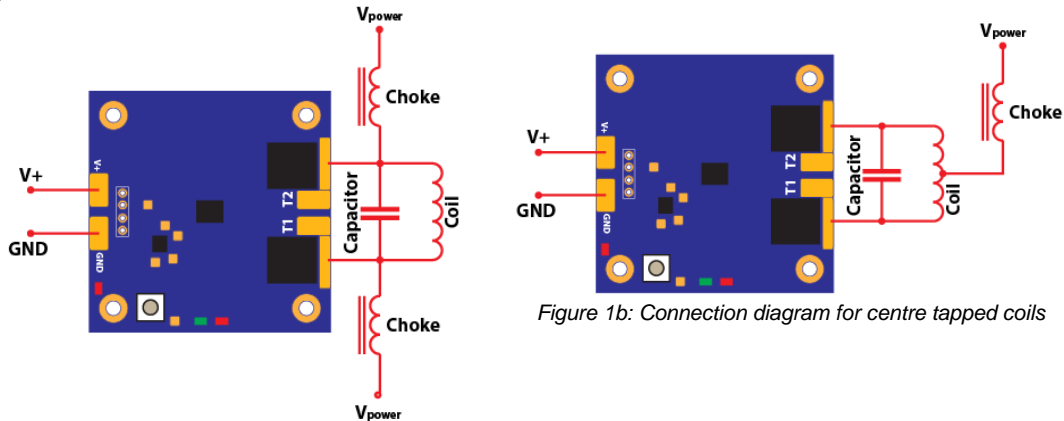 Vpower
Choke
V+
V+
GND
GND
T2
T1
Capacitor
Coil
Choke
Vpower
Vpower
Choke
V+
V+
GND
GND
T2
T1
Capacitor
Coil
Figure 1b: Connection diagram for centre tapped coils